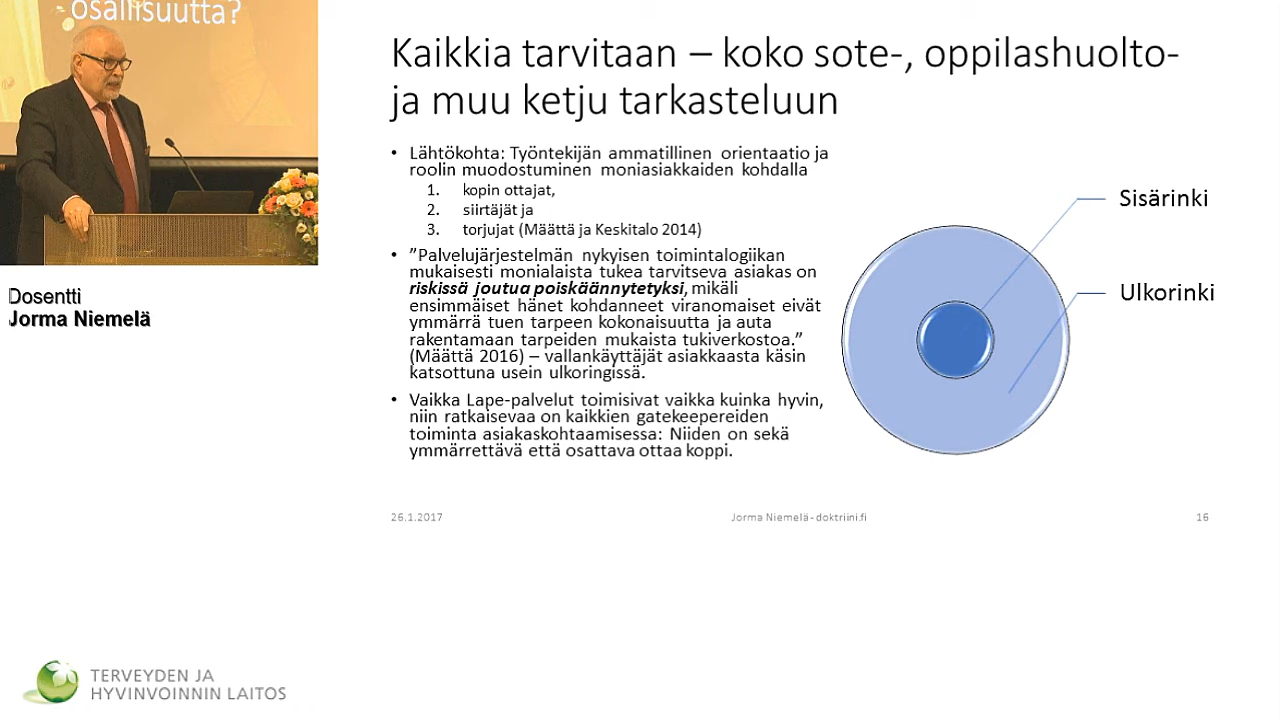 osallisuutta?
Dosentti
Jorma Niemelä
Kaikkia tarvitaan – koko sote-, oppilashuolto-
ja muu ketju tarkasteluun
• Lähtökohta: Työntekijän ammatillinen orientaatio ja
roolin muodostuminen moniasiakkaiden kohdalla
1. kopin ottajat,
2. siirtäjät ja
3. torjujat (Määttä ja Keskitalo 2014)
• ”Palvelujärjestelmän nykyisen toimintalogiikan
mukaisesti monialaista tukea tarvitseva asiakas on
riskissä joutua poiskäännytetyksi, mikäli
ensimmäiset hänet kohdanneet viranomaiset eivät
ymmärrä tuen tarpeen kokonaisuutta ja auta
rakentamaan tarpeiden mukaista tukiverkostoa.”
(Määttä 2016) – vallankäyttäjät asiakkaasta käsin
katsottuna usein ulkoringissä.
• Vaikka Lape-palvelut toimisivat vaikka kuinka hyvin,
niin ratkaisevaa on kaikkien gatekeepereiden
toiminta asiakaskohtaamisessa: Niiden on sekä
ymmärrettävä että osattava ottaa koppi.
Sisärinki
Ulkorinki
26.1.2017
Jorma Niemelä - doktriini.fi
16
TERVEYDEN JA
HYVINVOINNIN LAITOS